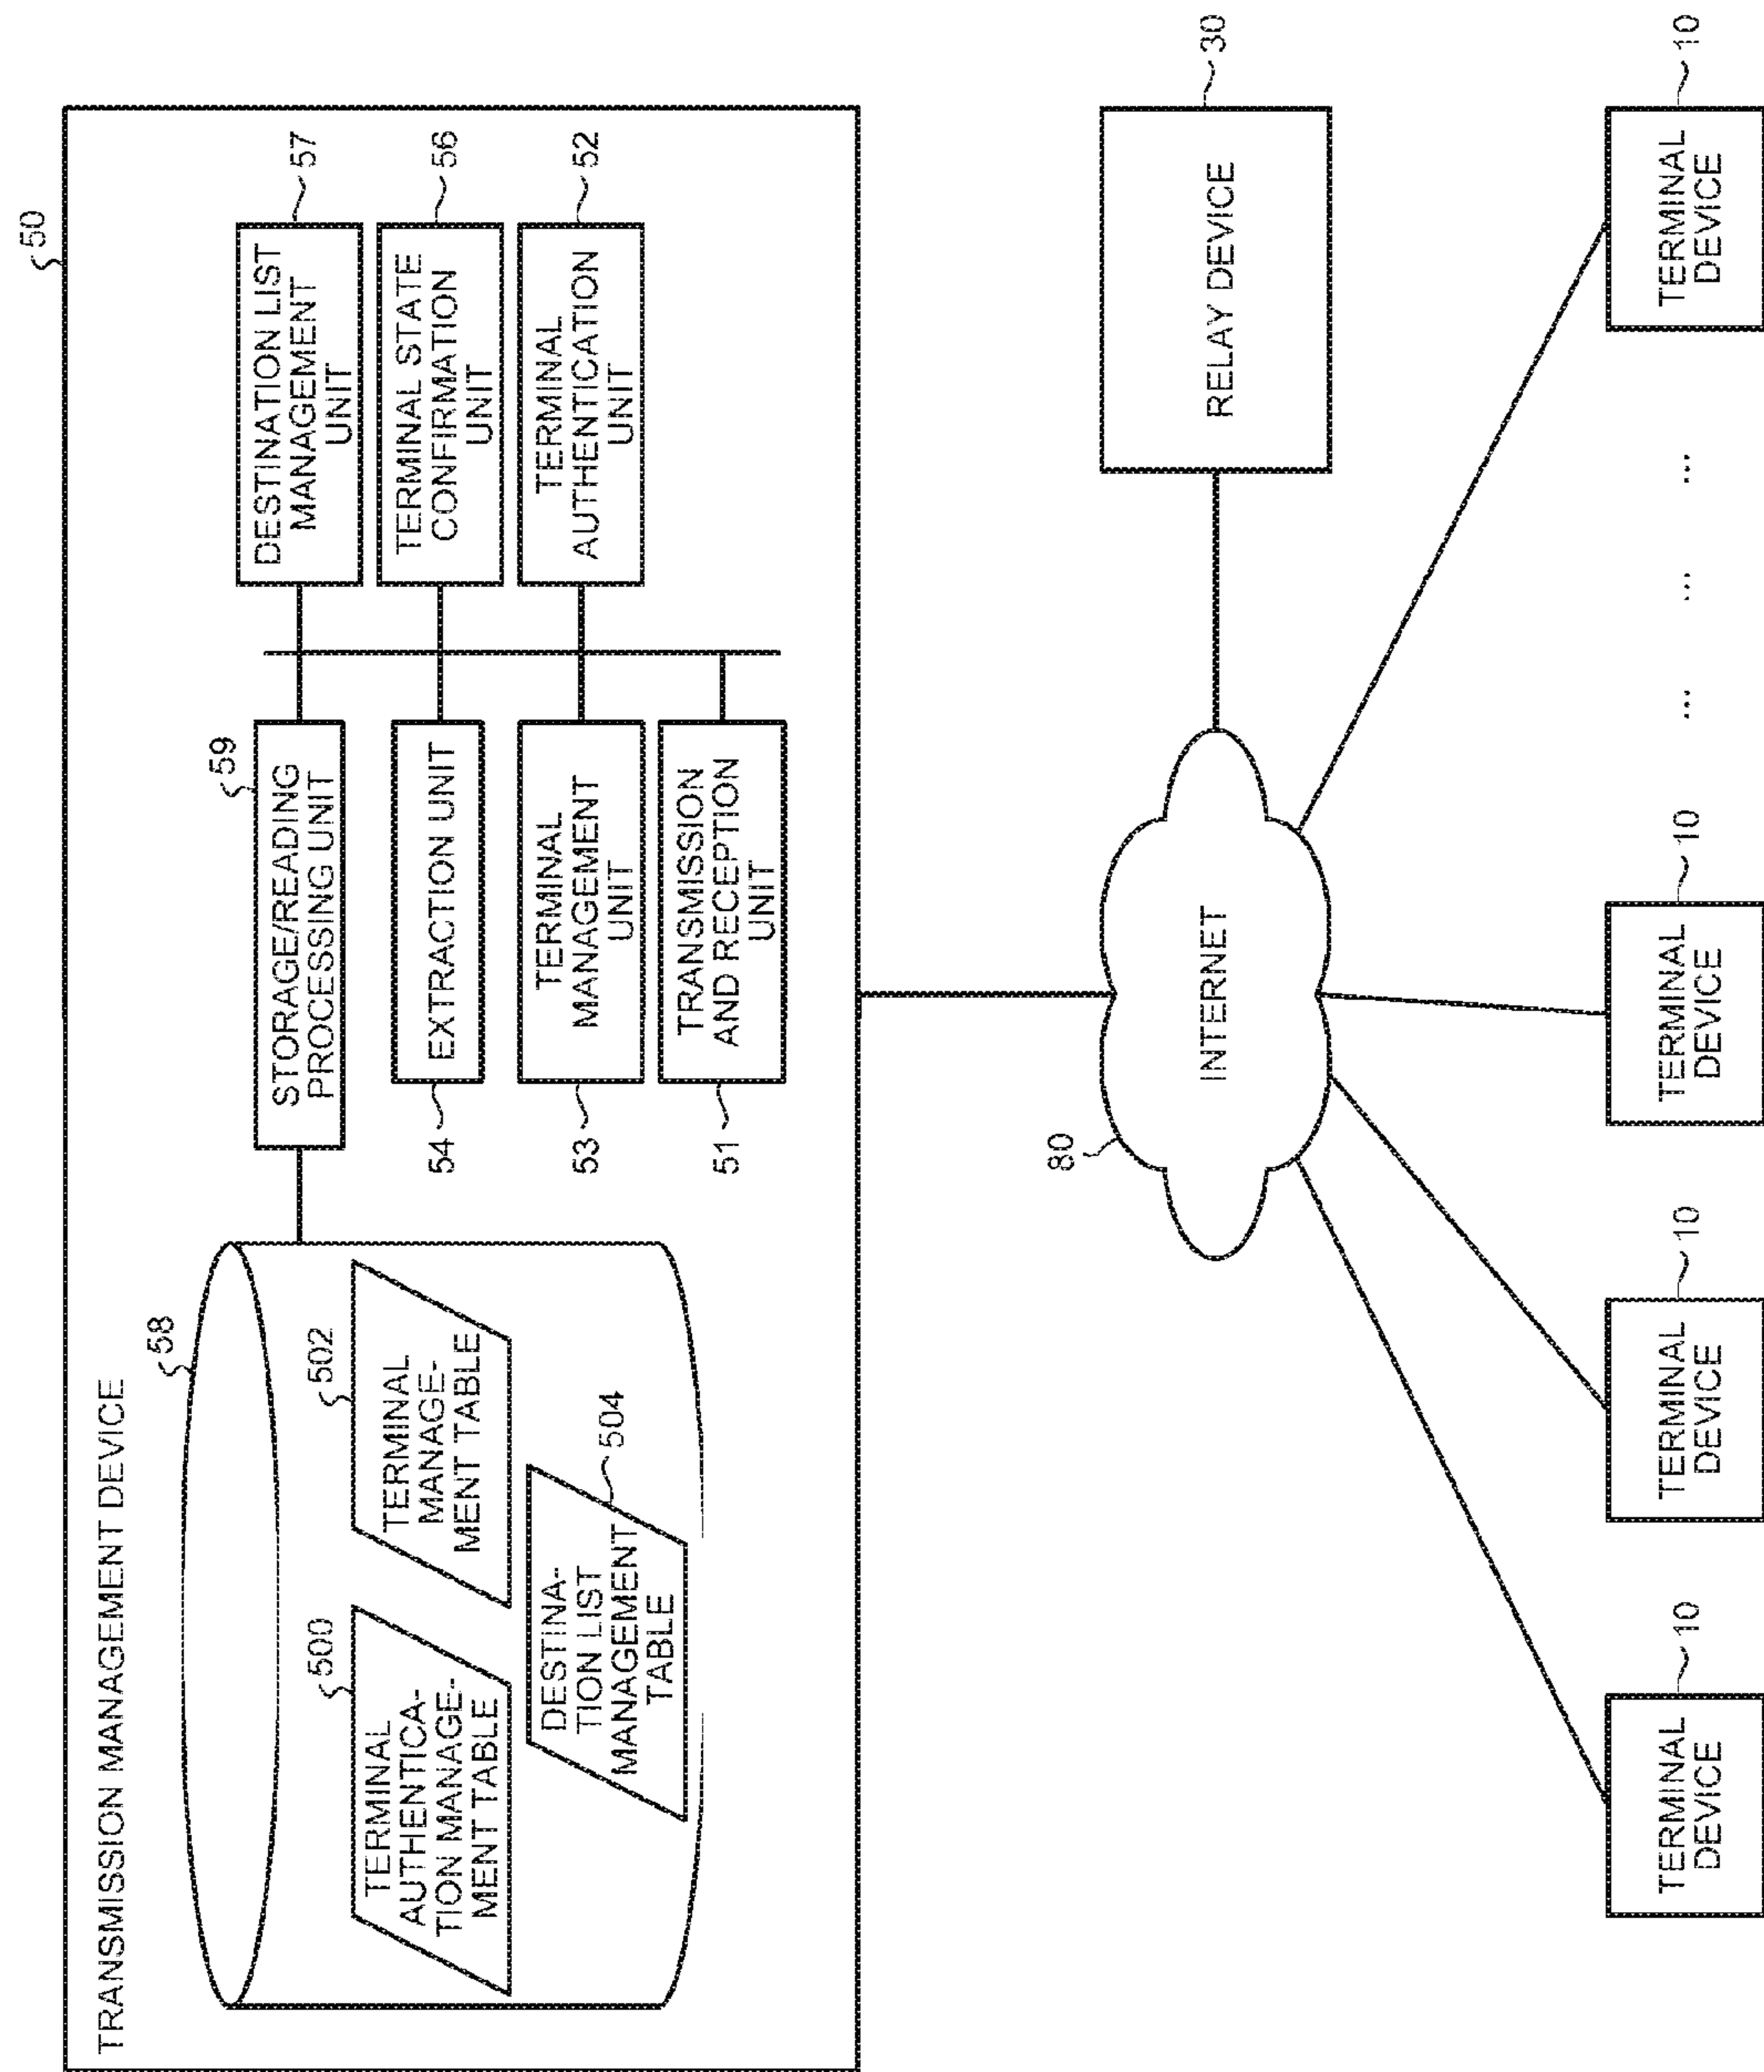 50
TRANSMISSION MANAGEMENT DEVICE
58
500
TERMINAL
AUTHENTICA-
TION MANAGE-
MENT TABLE
502
TERMINAL
MANAGE-
MENT TABLE
504
DESTINA-
TION LIST
MANAGEMENT
TABLE
59
STORAGE/READING
PROCESSING UNIT
54
EXTRACTION UNIT
53
TERMINAL
MANAGEMENT
UNIT
51
TRANSMISSION
AND RECEPTION
UNIT
DESTINATION LIST
MANAGEMENT
UNIT
57
TERMINAL STATE
CONFIRMATION
UNIT
56
TERMINAL
AUTHENTICATION
UNIT
52
80
INTERNET
RELAY DEVICE
30
TERMINAL
DEVICE
10
TERMINAL
DEVICE
10
TERMINAL
DEVICE
10
... ... ...
TERMINAL
DEVICE
10